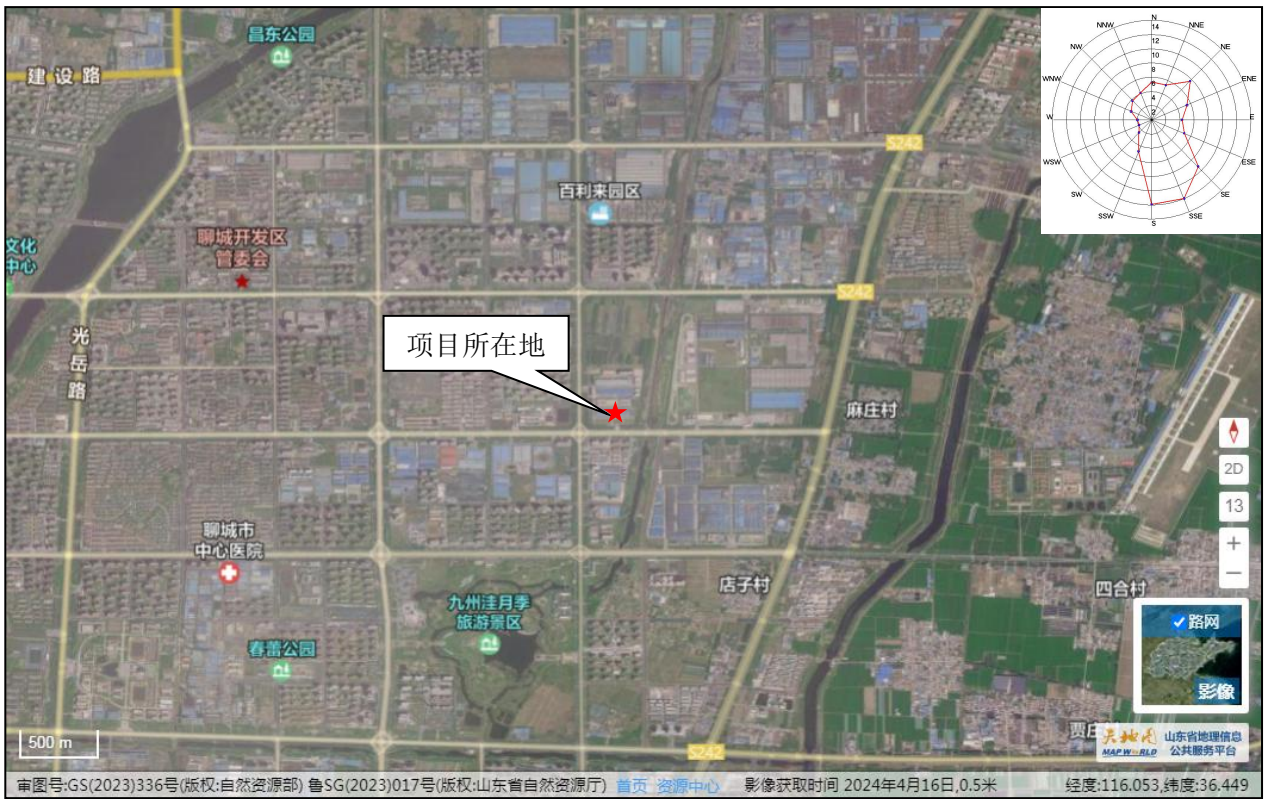 昌东公园
建设路
S242
百利来园区
文化
中心
聊城开发区
管委会
S242
光岳路
项目所在地
麻庄村
聊城市
中心医院
九州洼月季
旅游景区
店子村
四合村
春蕾公园
S242
贾庄
N
NNE
NE
ENE
E
ESE
SE
SSE
S
SSW
SW
WSW
W
WNW
NW
NNW
14
12
10
8
6
4
2
2D
13
+
−
路网
影像
500 m
天地图
MAP WORLD
山东省地理信息
公共服务平台
审图号:GS(2023)336号(版权:自然资源部) 鲁SG(2023)017号(版权:山东省自然资源厅) 首页 资源中心 影像获取时间 2024年4月16日,0.5米 经度:116.053,纬度:36.449